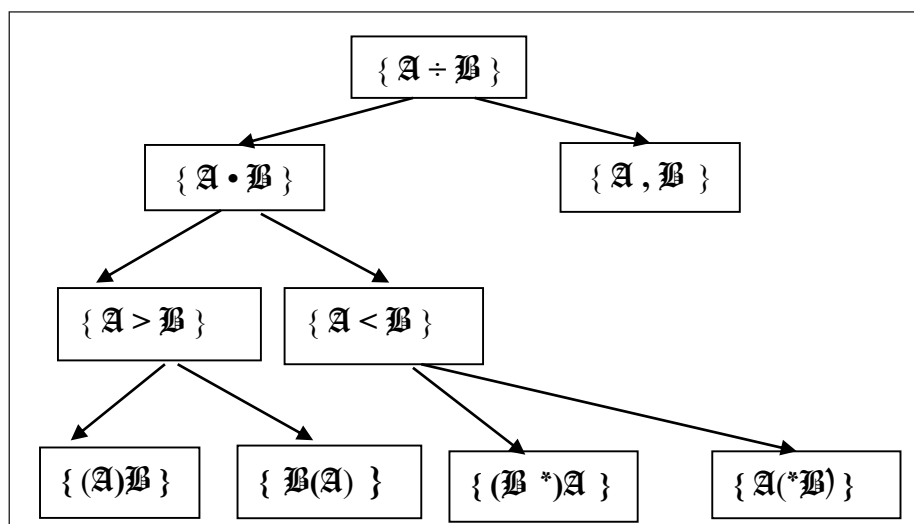 { 𝕬 ÷ 𝕭 }
{ 𝕬 • 𝕭 }
{ 𝕬 , 𝕭 }
{ 𝕬 > 𝕭 }
{ 𝕬 < 𝕭 }
{ (𝕬)𝕭 }
{ 𝕭(𝕬) }
{ (𝕭 *)𝕬 }
{ 𝕬(*𝕭) }